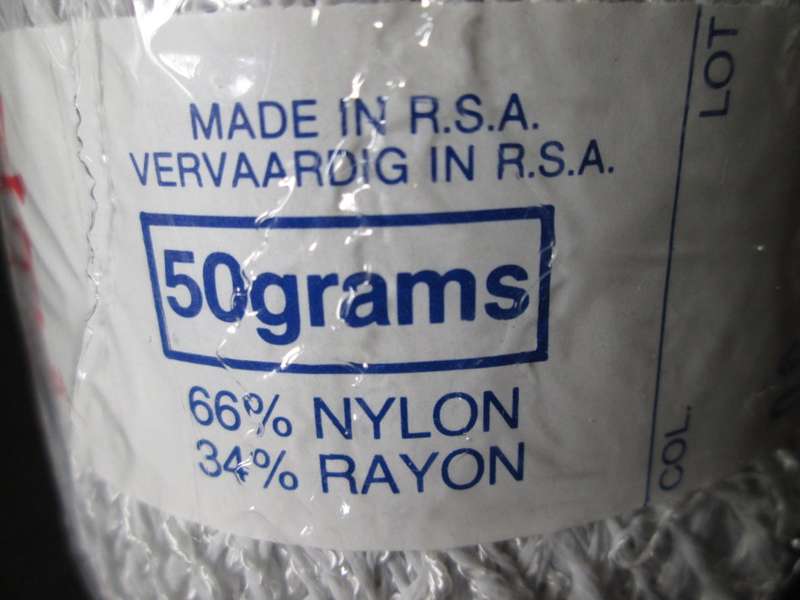 MADE IN R.S.A.
VERVAARDIG IN R.S.A.
50grams
66% NYLON
34% RAYON
LOT
COL.